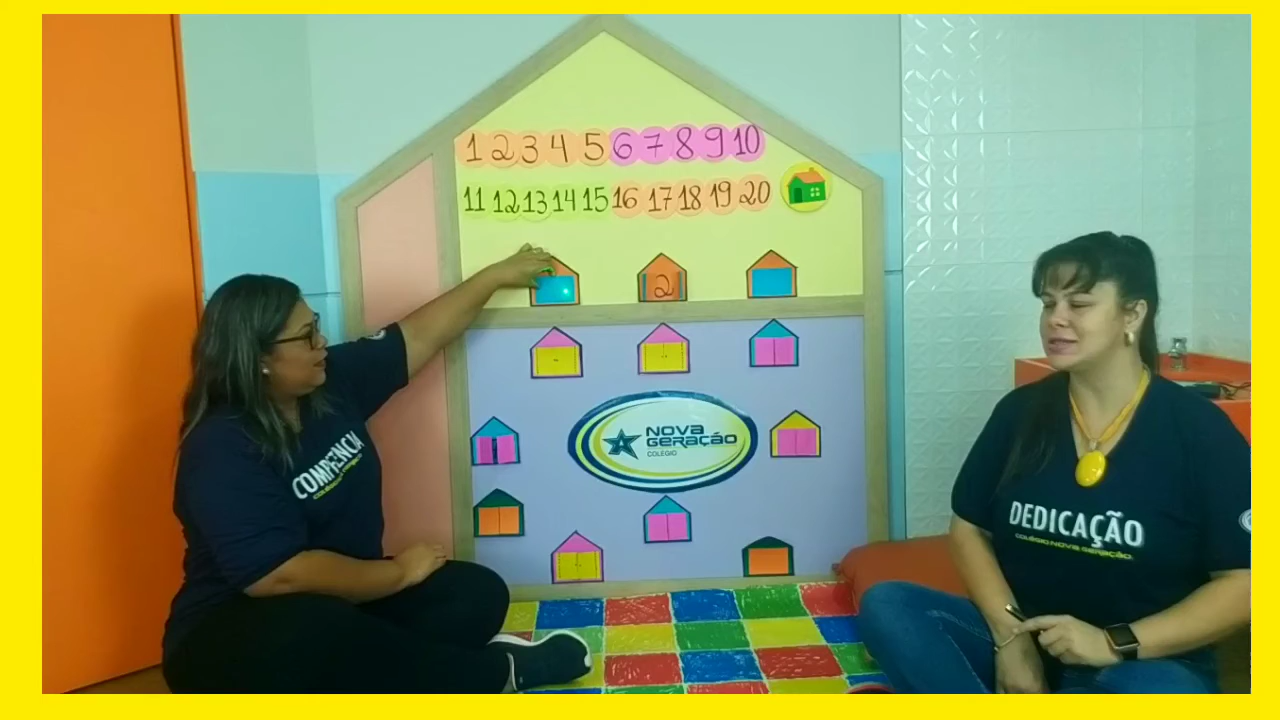 1 2 3 4 5 6 7 8 9 10
11 12 13 14 15 16 17 18 19 20
2
NOVA
GERAÇÃO
COLÉGIO
DEDICAÇÃO
COLÉGIO NOVA GERAÇÃO